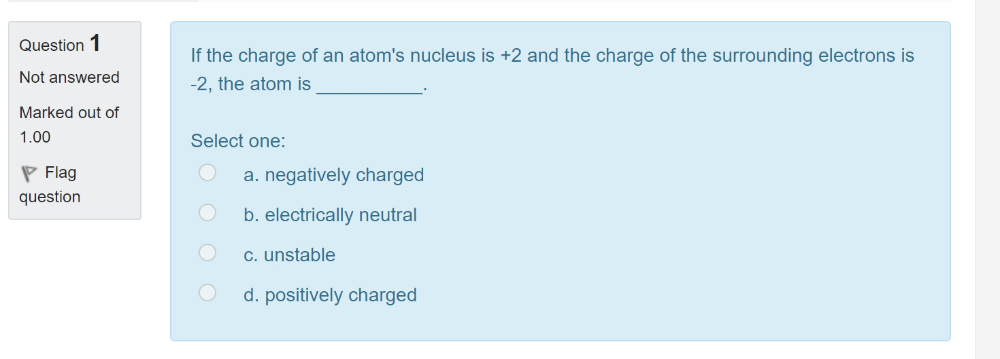 Question 1
Not answered
Marked out of
1.00
Flag
question
If the charge of an atom's nucleus is +2 and the charge of the surrounding electrons is
-2, the atom is __________.
Select one:
a. negatively charged
b. electrically neutral
c. unstable
d. positively charged